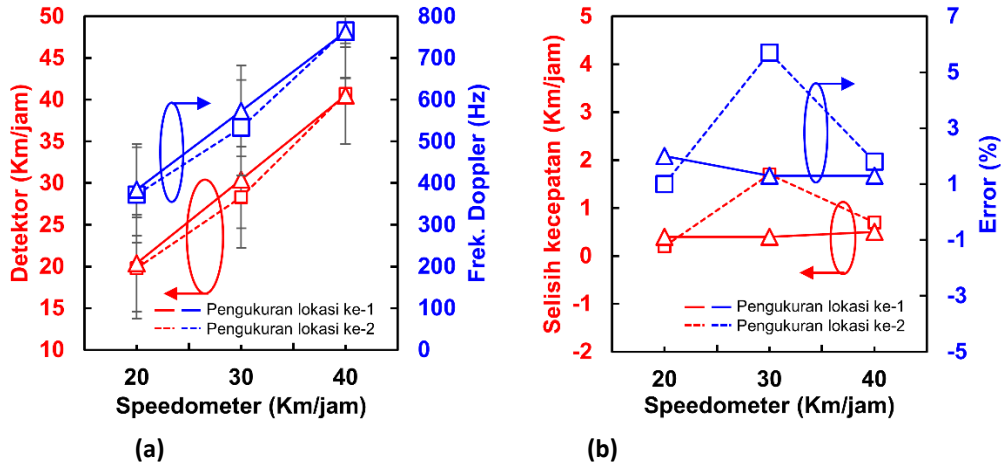 50
45
40
35
30
25
20
15
10
Detektor (Km/jam)
800
700
600
500
400
300
200
100
0
Frek. Doppler (Hz)
Pengukuran lokasi ke-1
Pengukuran lokasi ke-2
20 30 40
Speedometer (Km/jam)
(a)
5
4
3
2
1
0
-1
-2
Selisih kecepatan (Km/jam)
7
5
3
1
-1
-3
-5
Error (%)
Pengukuran lokasi ke-1
Pengukuran lokasi ke-2
20 30 40
Speedometer (Km/jam)
(b)